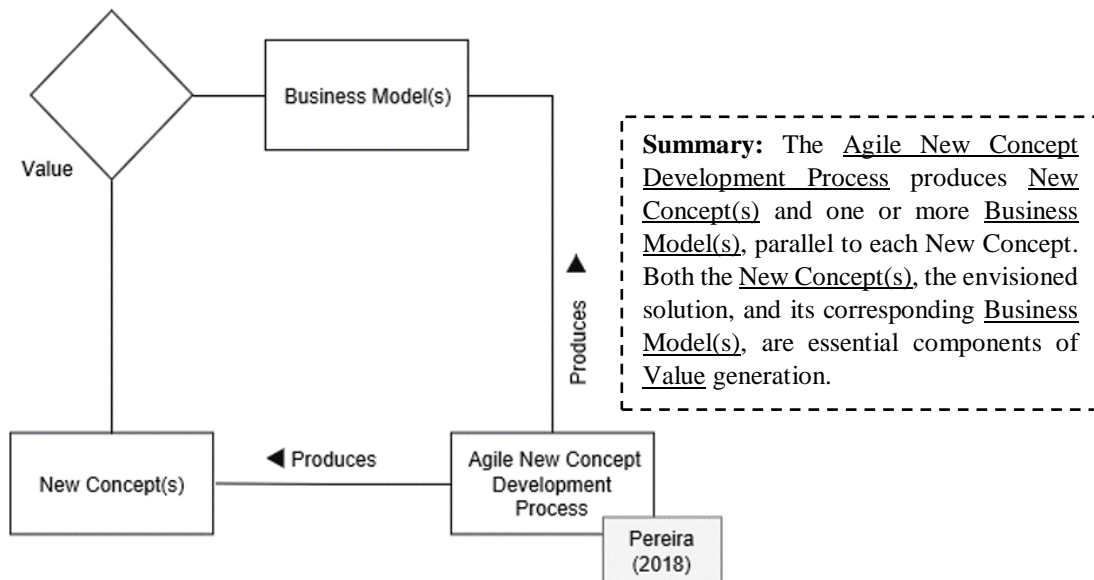 Business Model(s)
Value
Summary: The Agile New Concept
Development Process produces New
Concept(s) and one or more Business
Model(s), parallel to each New Concept.
Both the New Concept(s), the envisioned
solution, and its corresponding Business
Model(s), are essential components of
Value generation.
Produces
New Concept(s)
Produces
Agile New Concept
Development
Process
Pereira
(2018)